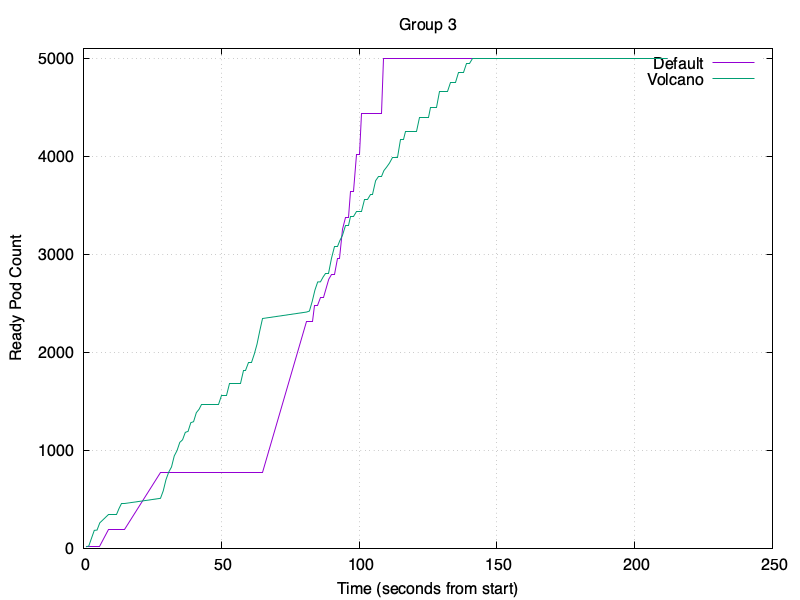 Group 3
5000
4000
3000
2000
1000
0
Ready Pod Count
Default
Volcano
0 50 100 150 200 250
Time (seconds from start)